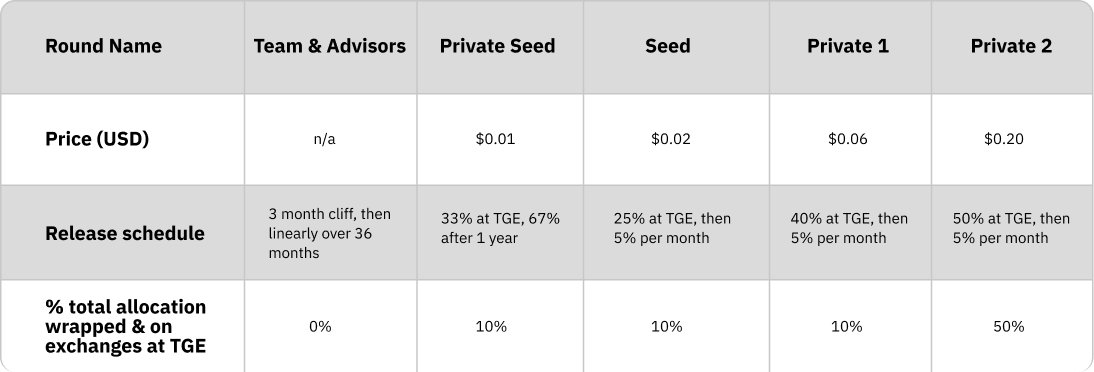 Round Name
Team & Advisors
Private Seed
Seed
Private 1
Private 2
Price (USD)
n/a
$0.01
$0.02
$0.06
$0.20
Release schedule
3 month cliff, then
linearly over 36
months
33% at TGE, 67%
after 1 year
25% at TGE, then
5% per month
40% at TGE, then
5% per month
50% at TGE, then
5% per month
% total allocation
wrapped & on
exchanges at TGE
0%
10%
10%
10%
50%